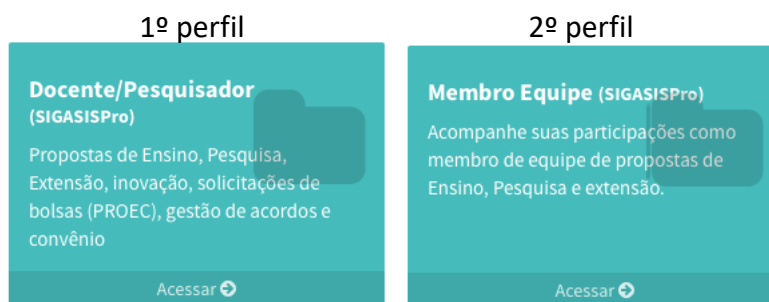 1º perfil
Docente/Pesquisador
(SIGASISPro)
Propostas de Ensino, Pesquisa,
Extensão, inovação, solicitações de
bolsas (PROEC), gestão de acordos e
convênio
Acessar
2º perfil
Membro Equipe (SIGASISPro)
Acompanhe suas participações como
membro de equipe de propostas de
Ensino, Pesquisa e extensão.
Acessar